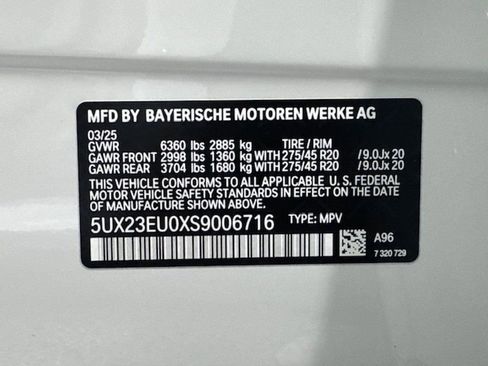 MFD BY BAYERISCHE MOTOREN WERKE AG
03/25
GVWR 6360 lbs 2885 kg TIRE / RIM
GAWR FRONT 2998 lbs 1360 kg WITH 275/45 R20 /9.0Jx 20
GAWR REAR 3704 lbs 1680 kg WITH 275/45 R20 /9.0Jx 20
THIS VEHICLE CONFORMS TO ALL APPLICABLE U.S. FEDERAL
MOTOR VEHICLE SAFETY STANDARDS IN EFFECT ON THE
DATE OF MANUFACTURE SHOWN ABOVE.
5UX23EU0XS9006716 TYPE: MPV
A96
7 320 729